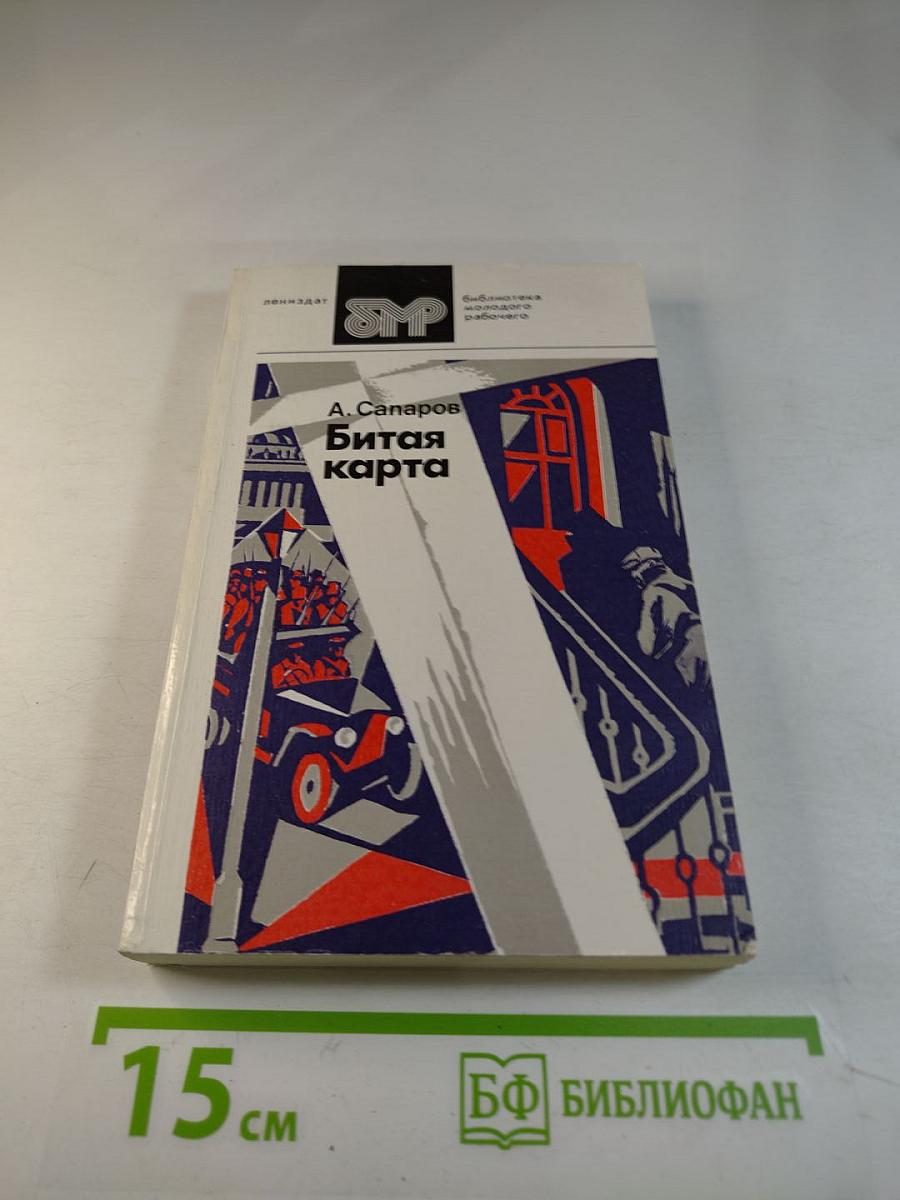 лениздат
бмр
библиотека
молодого
рабочего
А. Сапаров
Битая
карта
15 см
БФ БИБЛИОФАН